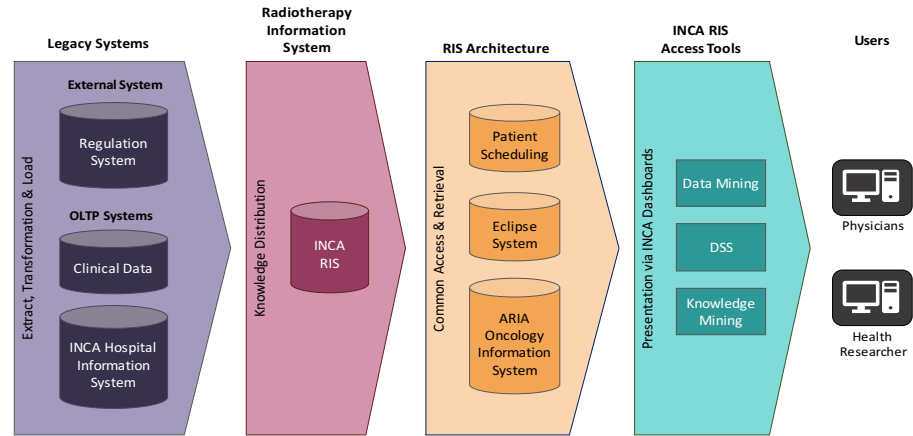 Legacy Systems
External System
Regulation
System
OLTP Systems
Clinical Data
INCA Hospital
Information
System
Extract, Transformation & Load
Radiotherapy
Information
System
Knowledge Distribution
INCA
RIS
RIS Architecture
Common Access & Retrieval
Patient
Scheduling
Eclipse
System
ARIA
Oncology
Information
System
INCA RIS
Access Tools
Presentation via INCA Dashboards
Data Mining
DSS
Knowledge
Mining
Users
Physicians
Health
Researcher